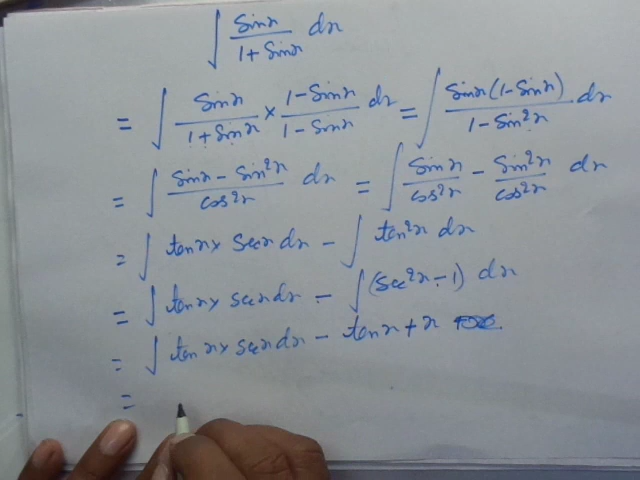 ∫ Sinx / 1 + Sinx dx
= ∫ Sinx / 1 + Sinx × 1 - Sinx / 1 - Sinx dx = ∫ Sinx (1 - Sinx) / 1 - Sin²x dx
= ∫ Sinx - Sin²x / cos²x dx = ∫ Sinx / cos²x - Sin²x / cos²x dx
= ∫ tanx × Secx dx - ∫ tan²x dx
= ∫ tanx × secx dx - ∫ (sec²x - 1) dx
= ∫ tanx × secx dx - tanx + x
=